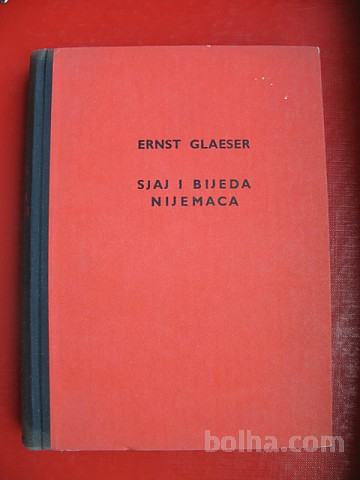 ERNST GLAESER
SJAJ I BIJEDA
NIJEMACA
bolha.com